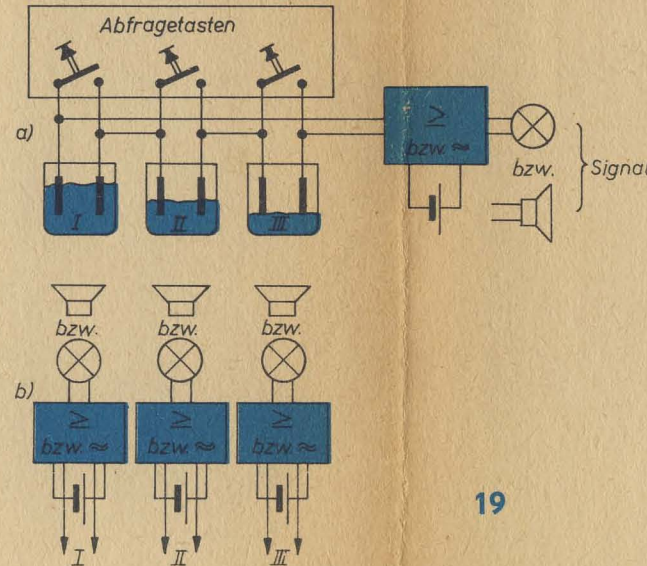 Abfragetasten
a)
≥
bzw. ≈
bzw.
Signal
I
II
III
bzw.
bzw.
bzw.
b)
≥
bzw. ≈
≥
bzw. ≈
≥
bzw. ≈
19
I
II
III